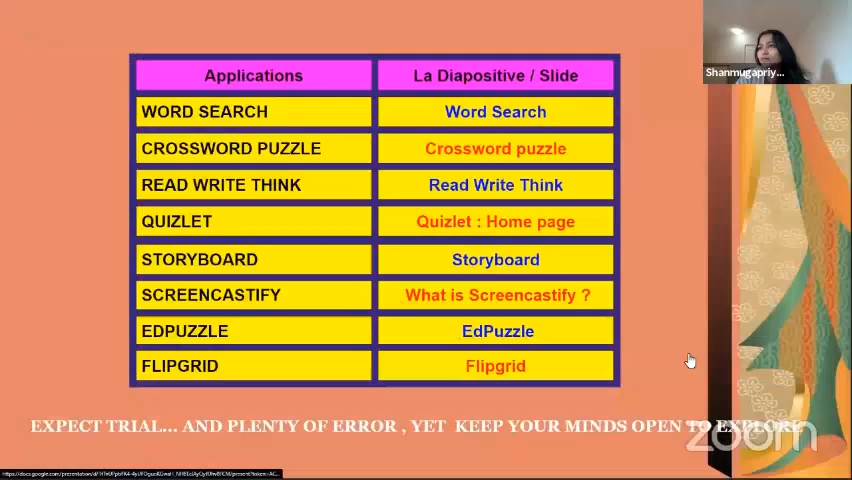 Shanmugapriy...
Applications La Diapositive / Slide
WORD SEARCH Word Search
CROSSWORD PUZZLE Crossword puzzle
READ WRITE THINK Read Write Think
QUIZLET Quizlet : Home page
STORYBOARD Storyboard
SCREENCASTIFY What is Screencastify ?
EDPUZZLE EdPuzzle
FLIPGRID Flipgrid
EXPECT TRIAL... AND PLENTY OF ERROR , YET KEEP YOUR MINDS OPEN TO EXPLORE
zoom